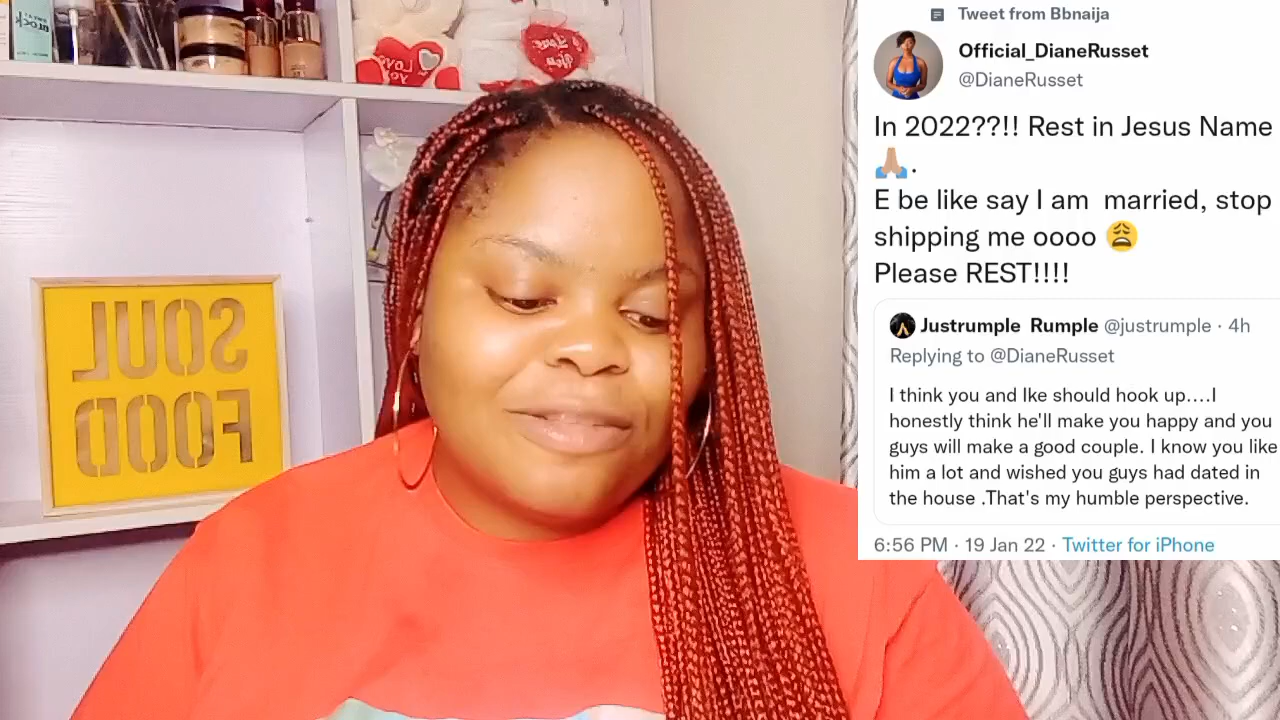 Tweet from Bbnaija
Official_DianeRusset
@DianeRusset
In 2022??!! Rest in Jesus Name
🙏🏼.
E be like say I am married, stop
shipping me oooo 😩
Please REST!!!!
Justrumple Rumple @justrumple · 4h
Replying to @DianeRusset
I think you and Ike should hook up....I
honestly think he'll make you happy and you
guys will make a good couple. I know you like
him a lot and wished you guys had dated in
the house .That's my humble perspective.
6:56 PM · 19 Jan 22 · Twitter for iPhone
SOUL
FOOD
I Love
You